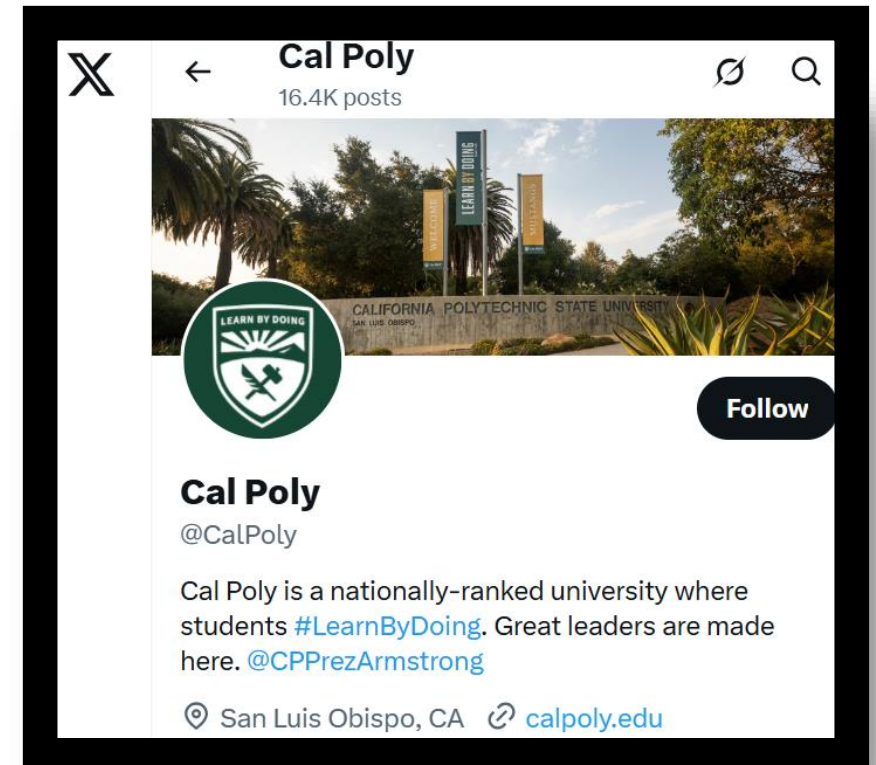 Cal Poly
16.4K posts
WELCOME
LEARN BY DOING
MUSTANGS
CALIFORNIA POLYTECHNIC STATE UNIVERSITY
SAN LUIS OBISPO
LEARN BY DOING
Follow
Cal Poly
@CalPoly
Cal Poly is a nationally-ranked university where
students #LearnByDoing. Great leaders are made
here. @CPPrezArmstrong
San Luis Obispo, CA calpoly.edu